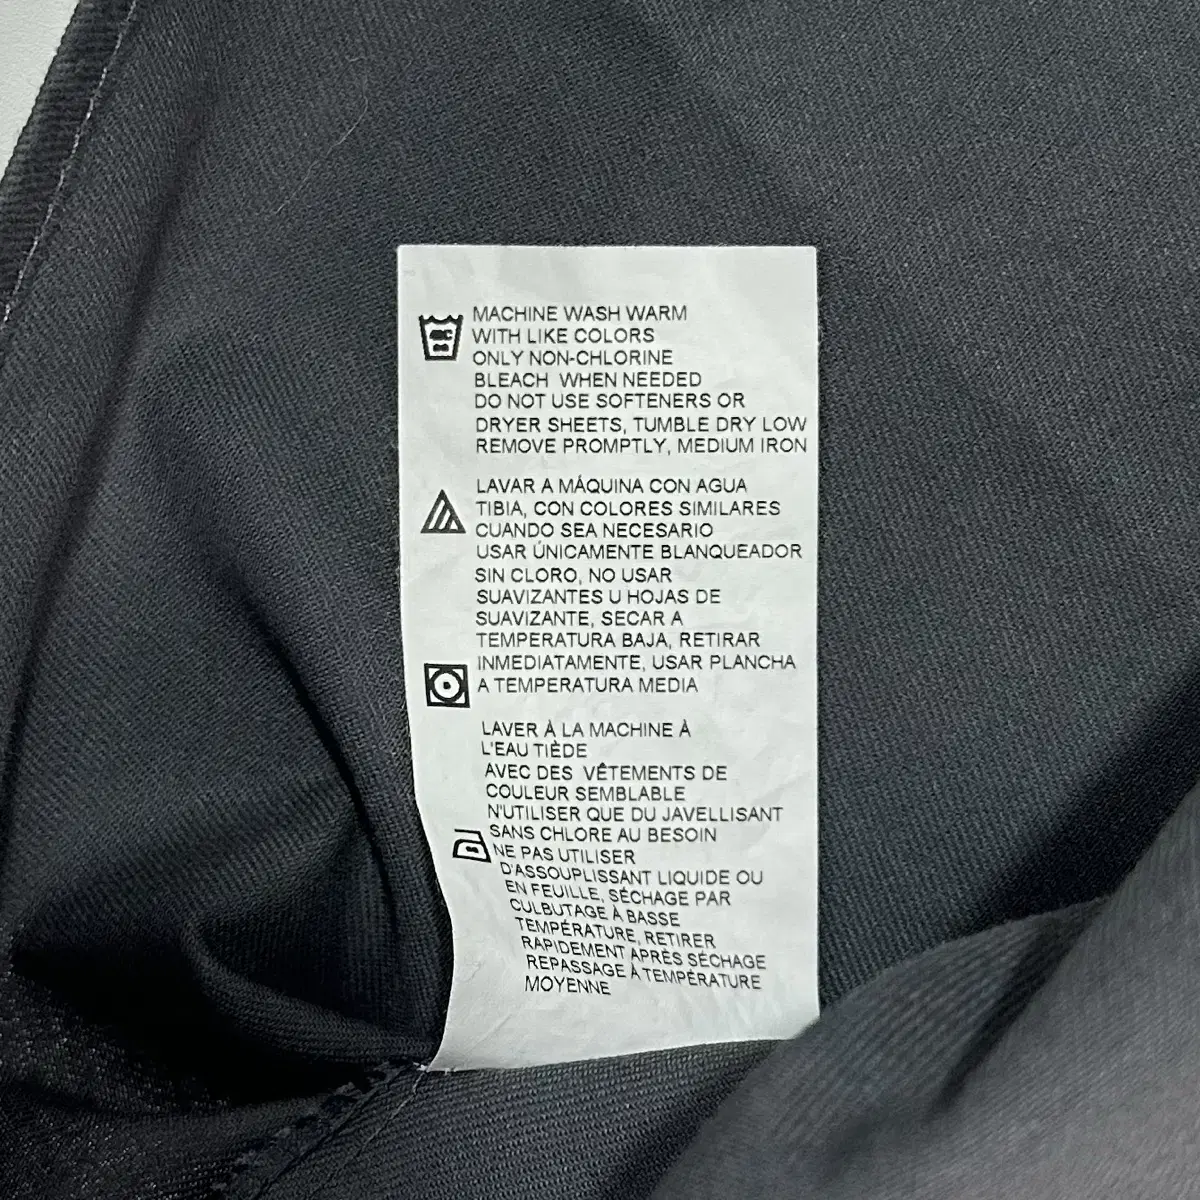 MACHINE WASH WARM
WITH LIKE COLORS
ONLY NON-CHLORINE
BLEACH WHEN NEEDED
DO NOT USE SOFTENERS OR
DRYER SHEETS, TUMBLE DRY LOW
REMOVE PROMPTLY, MEDIUM IRON
LAVAR A MÁQUINA CON AGUA
TIBIA, CON COLORES SIMILARES
CUANDO SEA NECESARIO
USAR ÚNICAMENTE BLANQUEADOR
SIN CLORO, NO USAR
SUAVIZANTES U HOJAS DE
SUAVIZANTE, SECAR A
TEMPERATURA BAJA, RETIRAR
INMEDIATAMENTE, USAR PLANCHA
A TEMPERATURA MEDIA
LAVER À LA MACHINE À
L'EAU TIÈDE
AVEC DES VÊTEMENTS DE
COULEUR SEMBLABLE
N'UTILISER QUE DU JAVELLISANT
SANS CHLORE AU BESOIN
NE PAS UTILISER
D'ASSOUPLISSANT LIQUIDE OU
EN FEUILLE, SÉCHAGE PAR
CULBUTAGE À BASSE
TEMPÉRATURE, RETIRER
RAPIDEMENT APRÈS SÉCHAGE
REPASSAGE À TEMPÉRATURE
MOYENNE